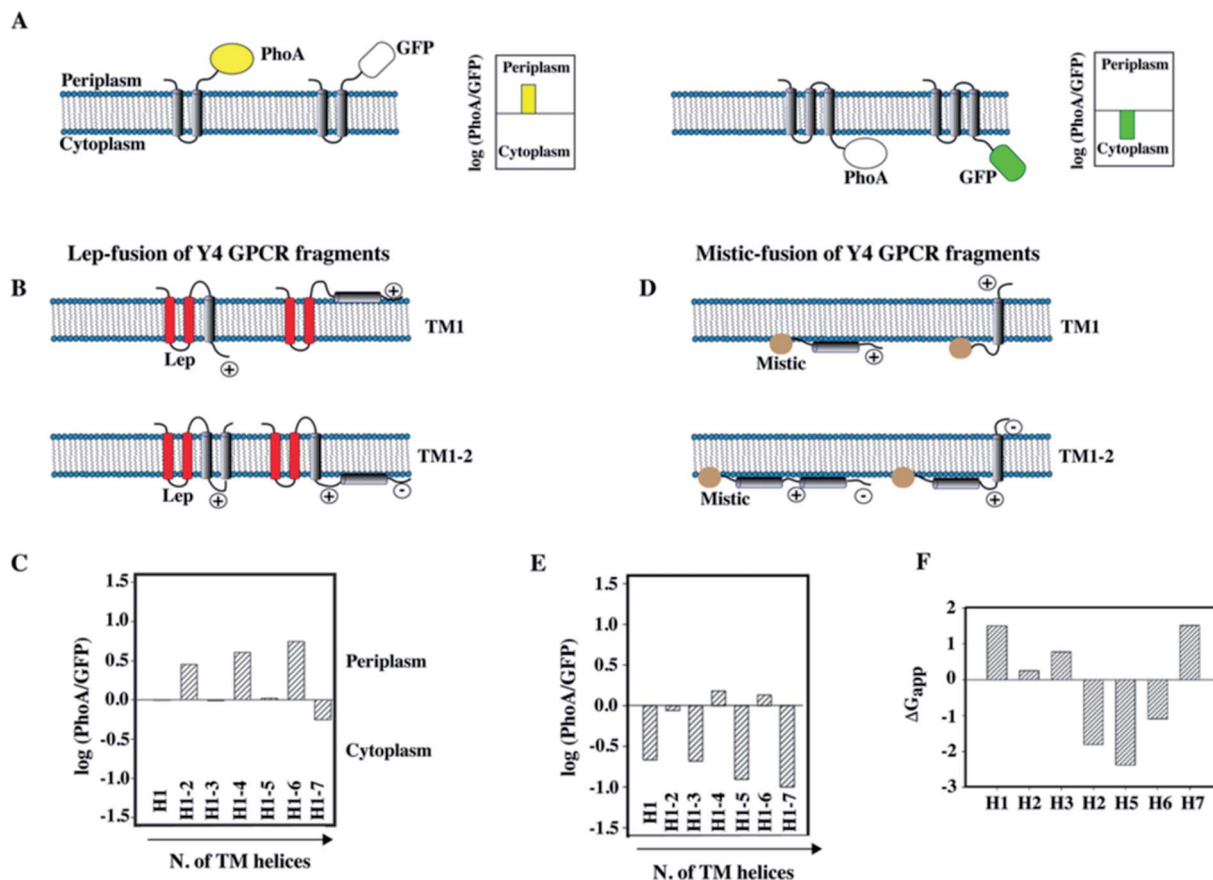 A
PhoA
GFP
Periplasm
Cytoplasm
log (PhoA/GFP)
Periplasm
Cytoplasm
PhoA
GFP
log (PhoA/GFP)
Periplasm
Cytoplasm
Lep-fusion of Y4 GPCR fragments
B
+
TM1
Lep
+
TM1-2
Lep
+
+
-
Mistic-fusion of Y4 GPCR fragments
D
+
TM1
Mistic
+
-
TM1-2
Mistic
+
-
+
C
log (PhoA/GFP)
1.5
1.0
0.5
0.0
-0.5
-1.0
-1.5
Periplasm
Cytoplasm
H1
H1-2
H1-3
H1-4
H1-5
H1-6
H1-7
N. of TM helices
E
log (PhoA/GFP)
1.5
1.0
0.5
0.0
-0.5
-1.0
-1.5
H1
H1-2
H1-3
H1-4
H1-5
H1-6
H1-7
N. of TM helices
F
ΔGapp
2
1
0
-1
-2
-3
H1 H2 H3 H2 H5 H6 H7